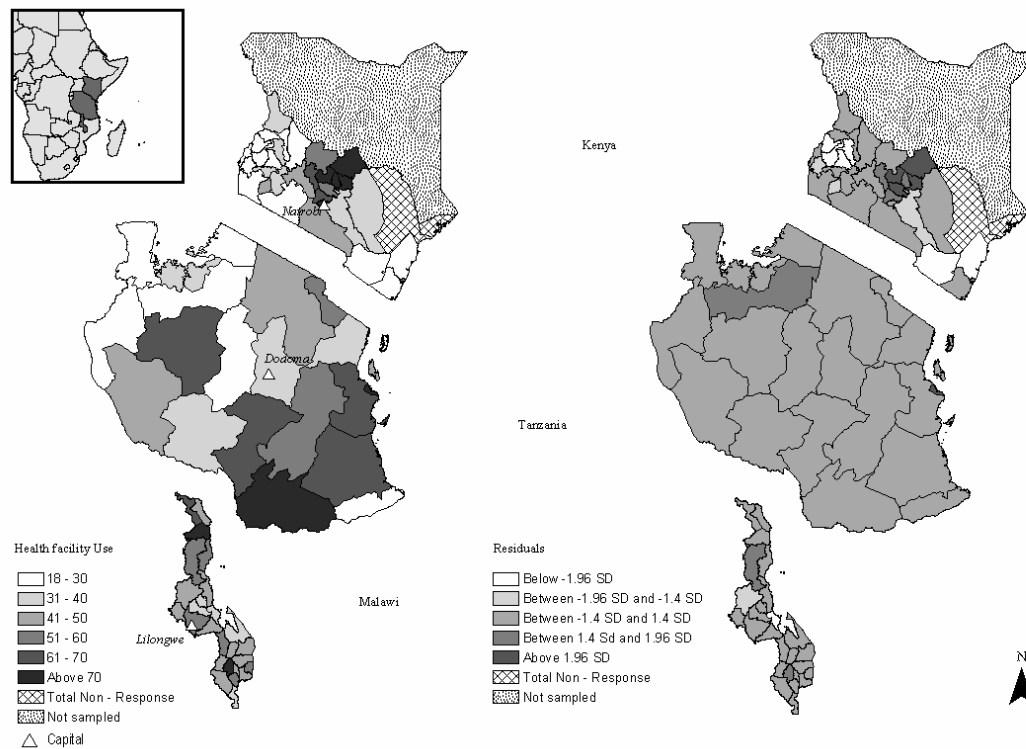 Kenya
Nairobi
Dodoma
Tanzania
Health facility Use
18 - 30
31 - 40
41 - 50
51 - 60
61 - 70
Above 70
Total Non - Response
Not sampled
Capital
Malawi
Lilongwe
Residuals
Below -1.96 SD
Between -1.96 SD and -1.4 SD
Between -1.4 SD and 1.4 SD
Between 1.4 Sd and 1.96 SD
Above 1.96 SD
Total Non - Response
Not sampled
N